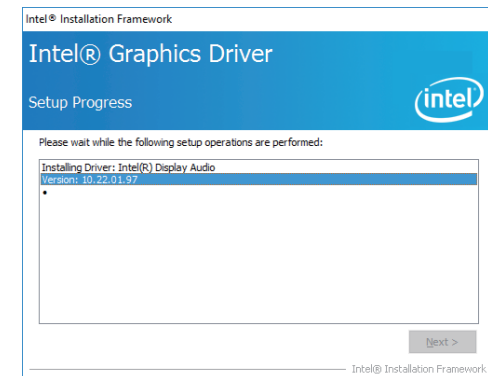 Intel® Installation Framework
Intel® Graphics Driver
Setup Progress
intel
Please wait while the following setup operations are performed:
Installing Driver: Intel(R) Display Audio
Version: 10.22.01.97
•
Next >
Intel® Installation Framework